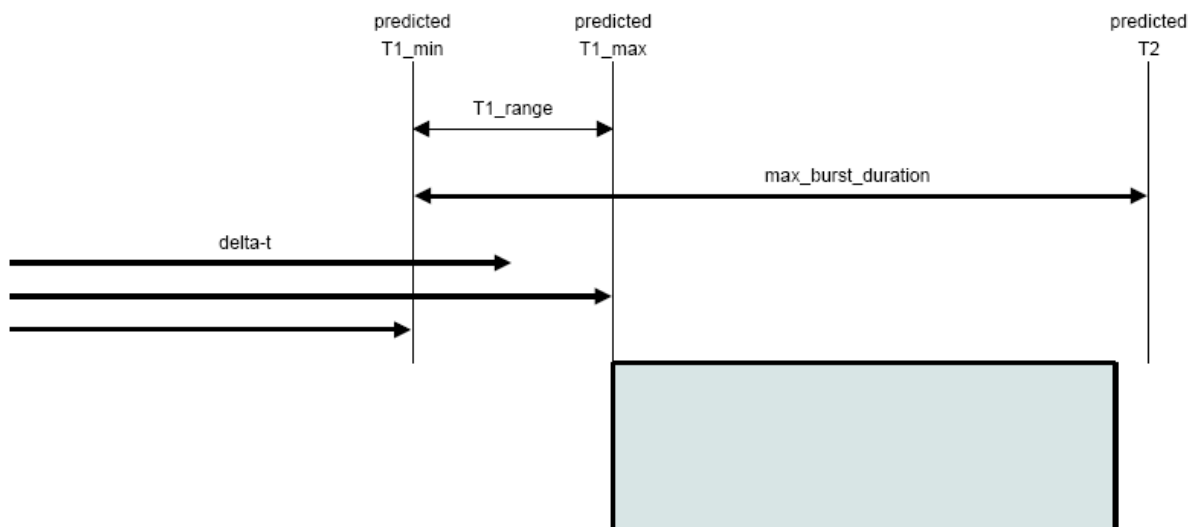 predicted
T1_min
predicted
T1_max
predicted
T2
T1_range
max_burst_duration
delta-t